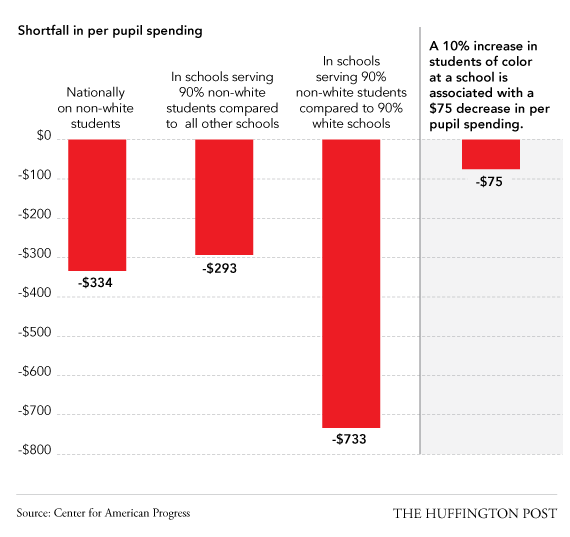 Shortfall in per pupil spending
Nationally
on non-white
students
In schools serving
90% non-white
students compared
to all other schools
In schools
serving 90%
non-white students
compared to 90%
white schools
A 10% increase in
students of color
at a school is
associated with a
$75 decrease in per
pupil spending.
$0
-$100
-$200
-$300
-$400
-$500
-$600
-$700
-$800
-$334
-$293
-$733
-$75
Source: Center for American Progress
THE HUFFINGTON POST